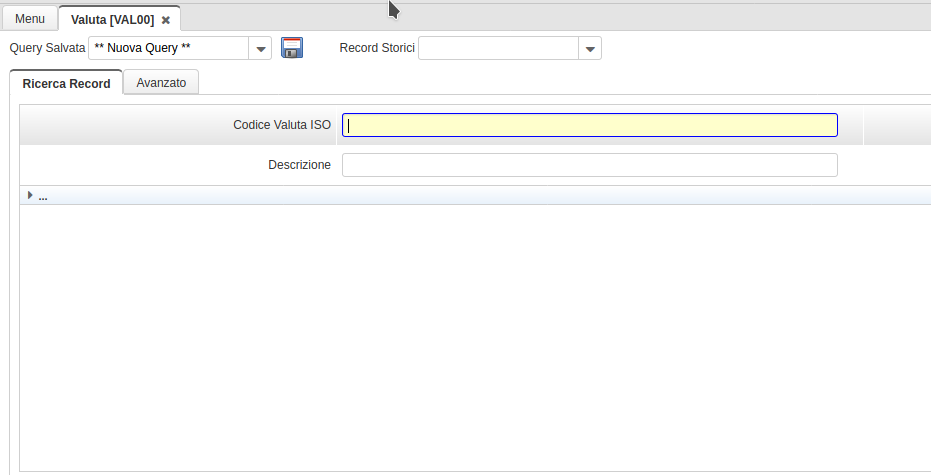 Menu
Valuta [VAL00]
Query Salvata ** Nuova Query ** Record Storici
Ricerca Record Avanzato
Codice Valuta ISO
Descrizione
...